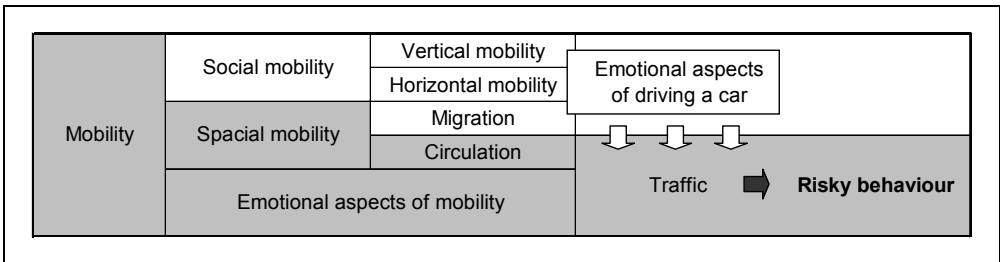 Mobility
Social mobility
Vertical mobility
Horizontal mobility
Spacial mobility
Migration
Circulation
Emotional aspects of mobility
Emotional aspects
of driving a car
Traffic
Risky behaviour